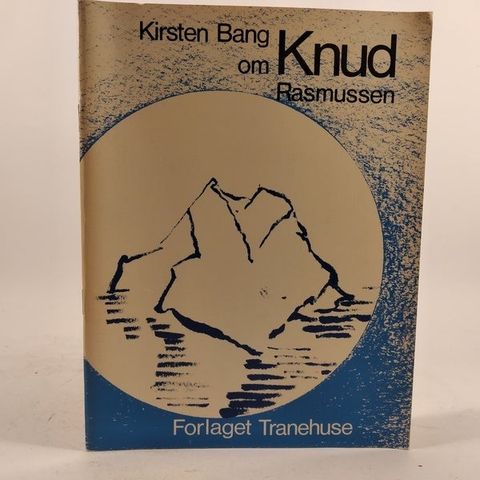 Kirsten Bang
om Knud
Rasmussen
Forlaget Tranehuse